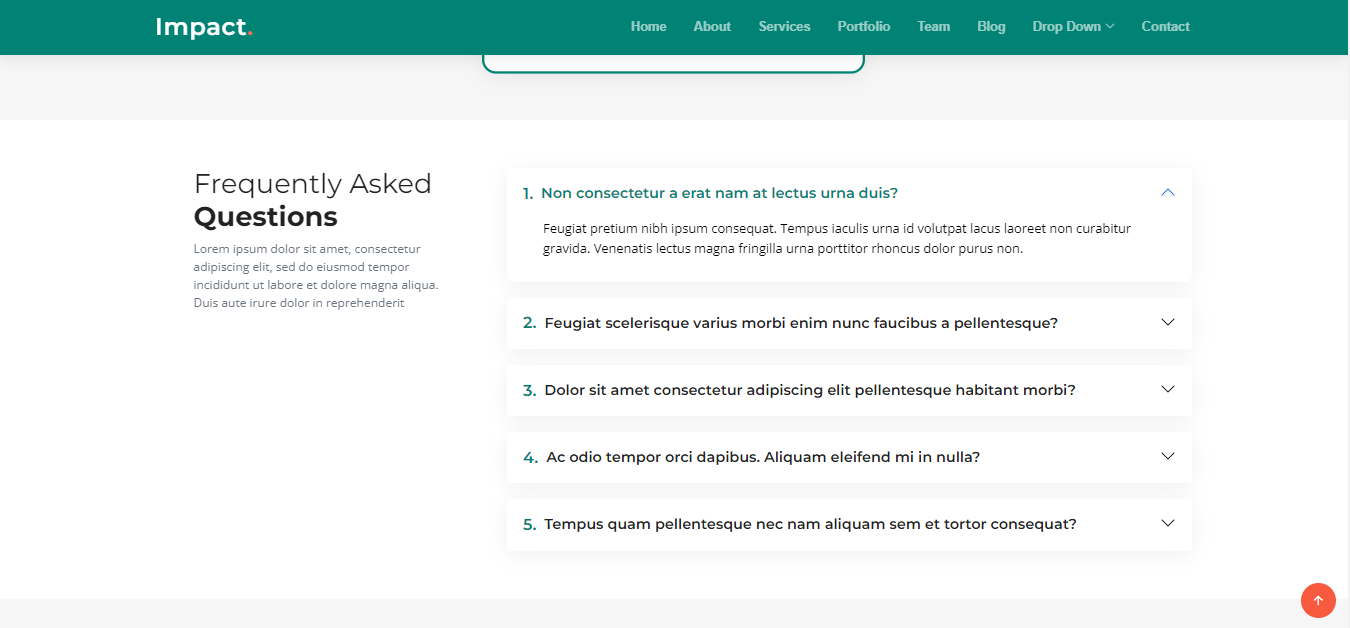 Impact.
Home About Services Portfolio Team Blog Drop Down Contact
Frequently Asked
Questions
Lorem ipsum dolor sit amet, consectetur
adipiscing elit, sed do eiusmod tempor
incididunt ut labore et dolore magna aliqua.
Duis aute irure dolor in reprehenderit
1. Non consectetur a erat nam at lectus urna duis?
Feugiat pretium nibh ipsum consequat. Tempus iaculis urna id volutpat lacus laoreet non curabitur
gravida. Venenatis lectus magna fringilla urna porttitor rhoncus dolor purus non.
2. Feugiat scelerisque varius morbi enim nunc faucibus a pellentesque?
3. Dolor sit amet consectetur adipiscing elit pellentesque habitant morbi?
4. Ac odio tempor orci dapibus. Aliquam eleifend mi in nulla?
5. Tempus quam pellentesque nec nam aliquam sem et tortor consequat?